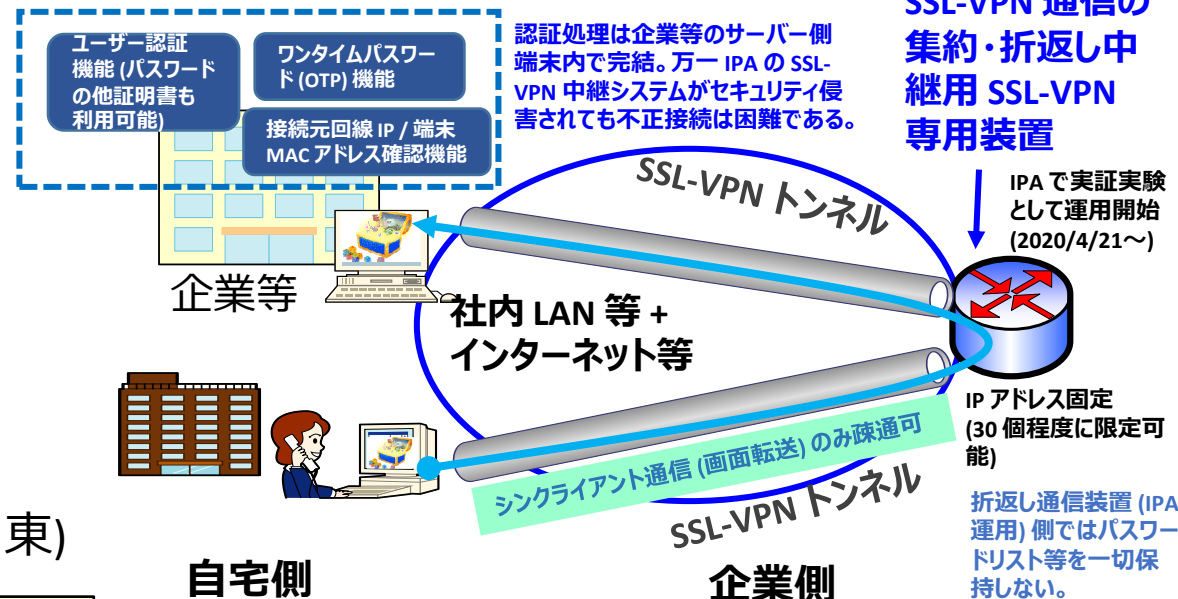 SSL-VPN 通信の
集約・折返し中
継用 SSL-VPN
専用装置
ユーザー認証
機能 (パスワード
の他証明書も
利用可能)
ワンタイムパスワー
ド (OTP) 機能
接続元回線 IP / 端末
MAC アドレス確認機能
認証処理は企業等のサーバー側
端末内で完結。万一 IPA の SSL-
VPN 中継システムがセキュリティ侵
害されても不正接続は困難である。
IPA で実証実験
として運用開始
(2020/4/21～)
SSL-VPN トンネル
企業等
社内 LAN 等 +
インターネット等
IP アドレス固定
(30 個程度に限定可
能)
シンクライアント通信 (画面転送) のみ疎通可
SSL-VPN トンネル
折返し通信装置 (IPA
運用) 側ではパスワー
ドリスト等を一切保
持しない。
東)
自宅側
企業側